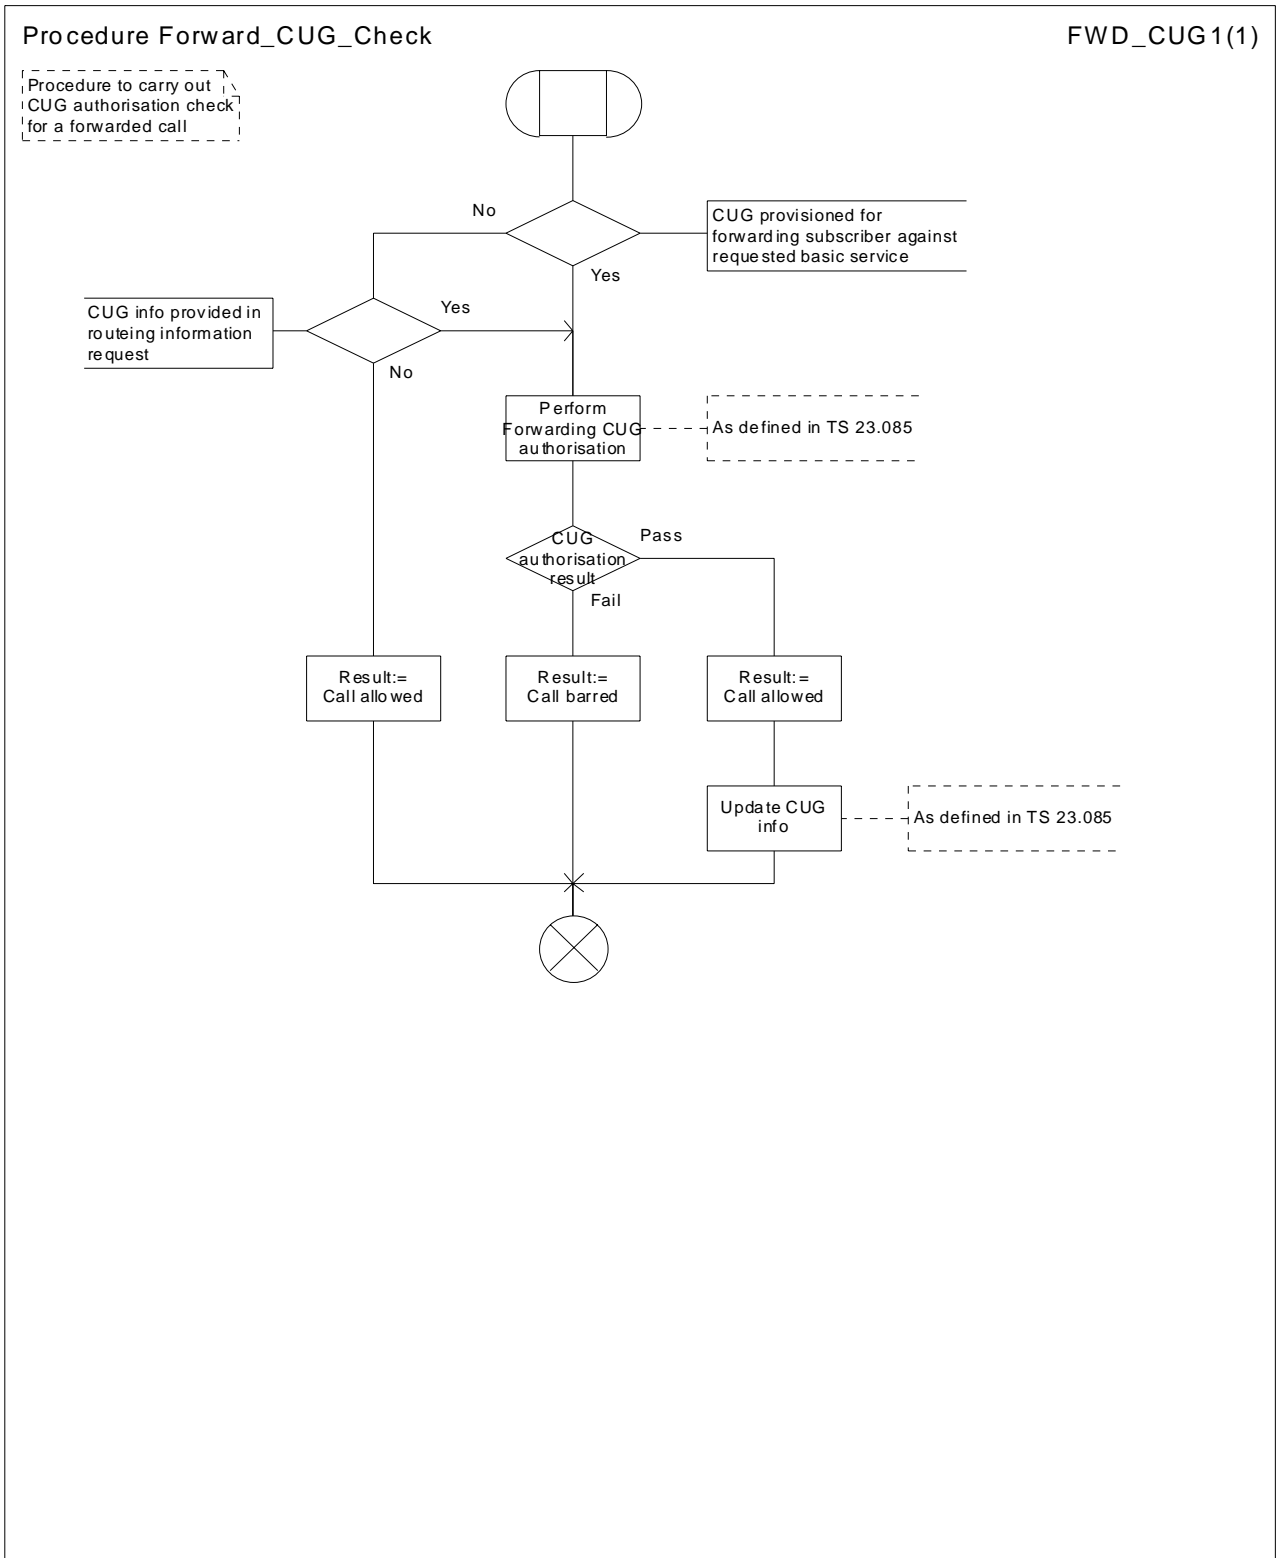 Procedure Forward_CUG_Check
FWD_CUG1(1)
Procedure to carry out
CUG authorisation check
for a forwarded call
No
CUG provisioned for
forwarding subscriber against
requested basic service
Yes
CUG info provided in
routeing information
request
Yes
No
Perform
Forwarding CUG
authorisation
As defined in TS 23.085
CUG
authorisation
result
Pass
Fail
Result:=
Call allowed
Result:=
Call barred
Result:=
Call allowed
Update CUG
info
As defined in TS 23.085